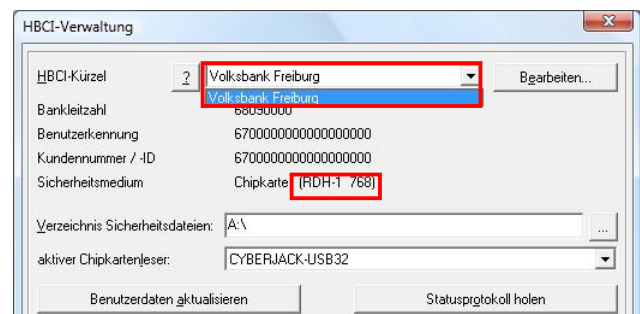 HBCI-Verwaltung
HBCI-Kürzel ? Volksbank Freiburg Bearbeiten...
Volksbank Freiburg
Bankleitzahl 68090000
Benutzerkennung 6700000000000000000
Kundennummer / -ID 6700000000000000000
Sicherheitsmedium Chipkarte (RDH-1 768)
Verzeichnis Sicherheitsdateien: A:\ ...
aktiver Chipkartenleser: CYBERJACK-USB32
Benutzerdaten aktualisieren Statusprotokoll holen